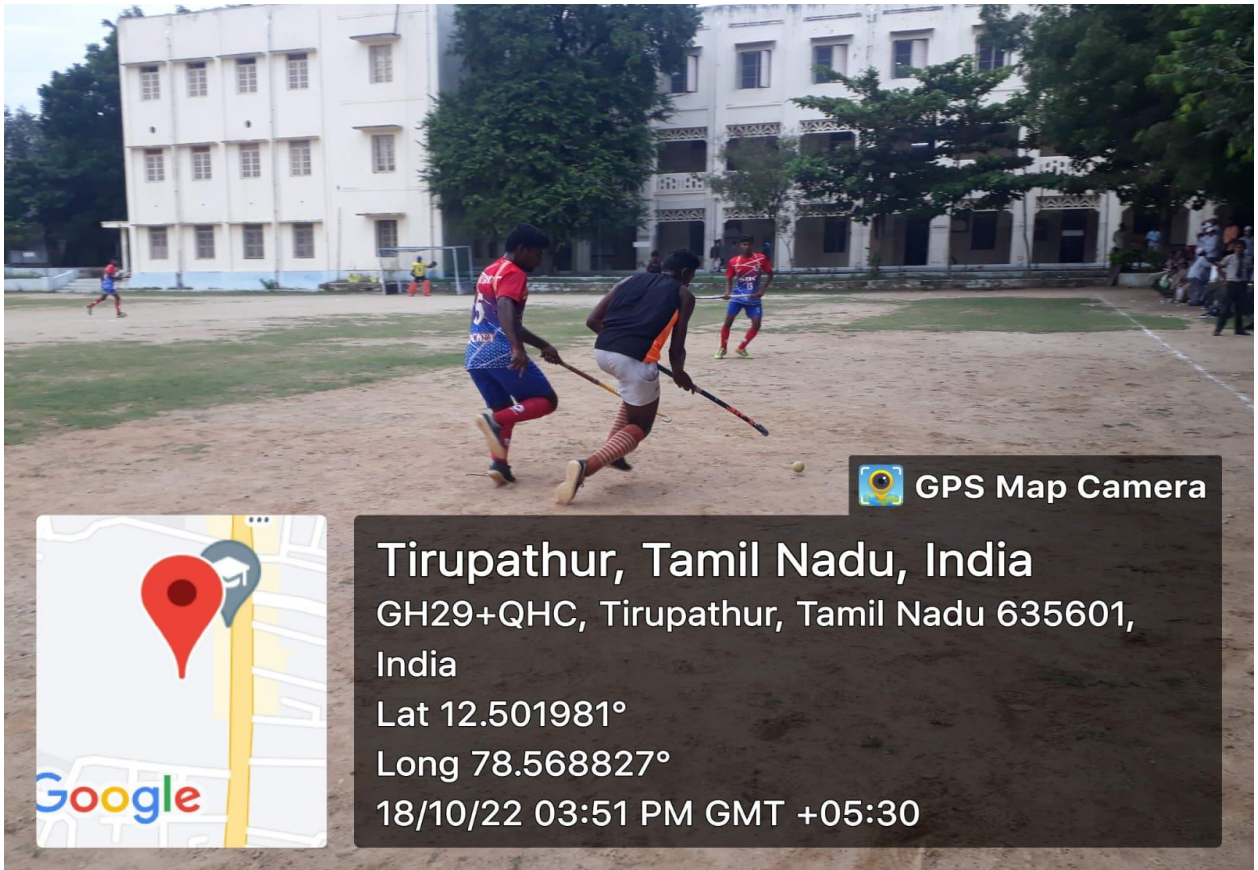 GPS Map Camera
Tirupathur, Tamil Nadu, India
GH29+QHC, Tirupathur, Tamil Nadu 635601,
India
Lat 12.501981°
Long 78.568827°
18/10/22 03:51 PM GMT +05:30
Google